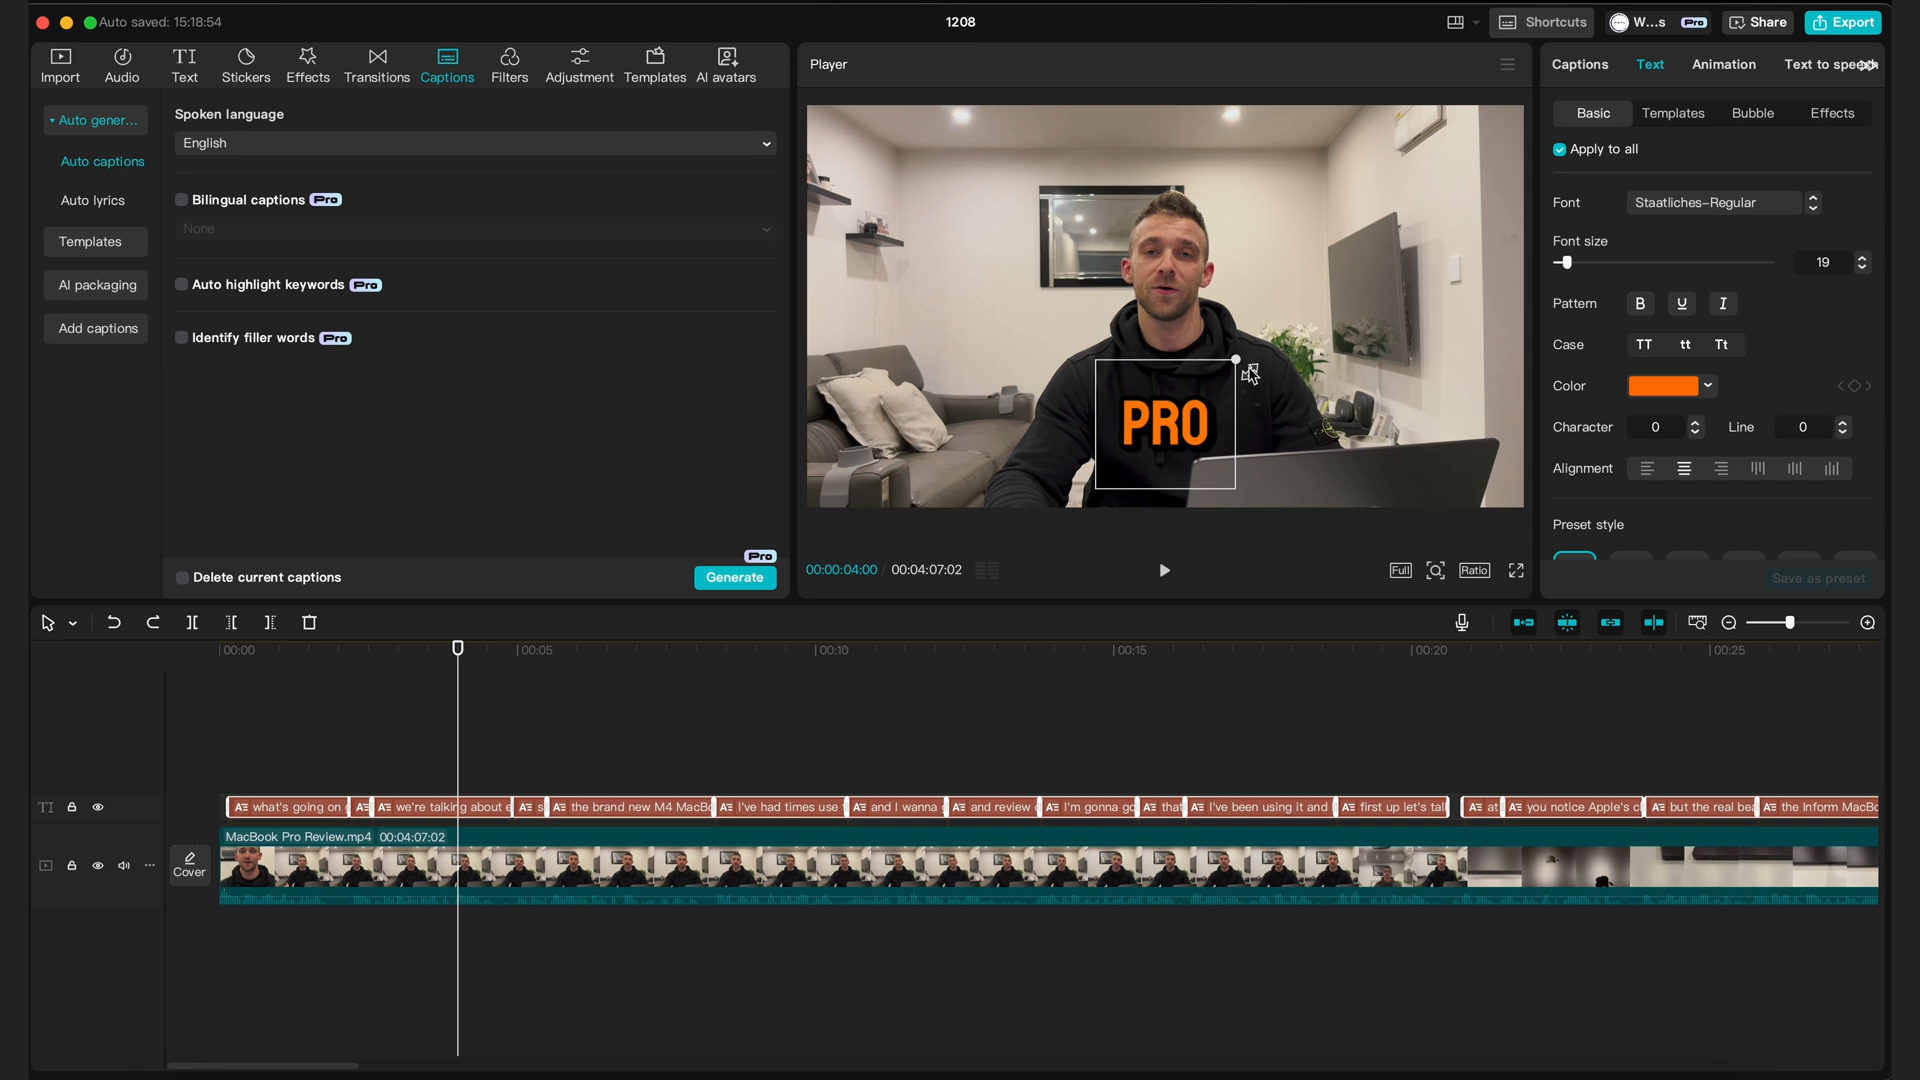 Auto saved: 15:18:54
1208
Shortcuts
W...s
Pro
Share
Export
Import
Audio
TI
Text
Stickers
Effects
Transitions
Captions
Filters
Adjustment
Templates
AI avatars
Auto gener...
Auto captions
Auto lyrics
Templates
AI packaging
Add captions
Spoken language
English
Bilingual captions Pro
None
Auto highlight keywords Pro
Identify filler words Pro
Delete current captions
Pro
Generate
Player
PRO
00:00:04:00 / 00:04:07:02
Full
Ratio
Captions
Text
Animation
Text to speech
Basic
Templates
Bubble
Effects
Apply to all
Font
Staatliches-Regular
Font size
19
Pattern
B U I
Case
TT tt Tt
Color
Character
0
Line
0
Alignment
Preset style
Save as preset
00:00
00:05
00:10
00:15
00:20
00:25
TI
A what's going on
A
A we're talking about
A
A the brand new M4 MacBo
A I've had times use
A and I wanna
A and review
A I'm gonna go
A that
A I've been using it and
A first up let's tal
A at
A you notice Apple's
A but the real bea
A the Inform MacBo
MacBook Pro Review.mp4 00:04:07:02
Cover